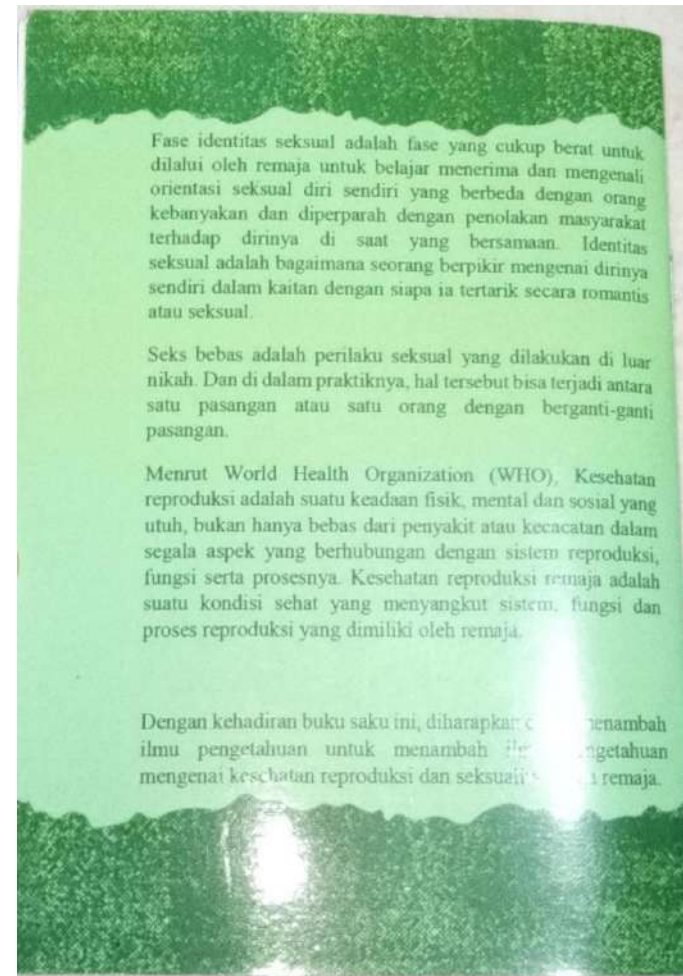 Fase identitas seksual adalah fase yang cukup berat untuk
dilalui oleh remaja untuk belajar menerima dan mengenali
orientasi seksual diri sendiri yang berbeda dengan orang
kebanyakan dan diperparah dengan penolakan masyarakat
terhadap dirinya di saat yang bersamaan. Identitas
seksual adalah bagaimana seorang berpikir mengenai dirinya
sendiri dalam kaitan dengan siapa ia tertarik secara romantis
atau seksual.
Seks bebas adalah perilaku seksual yang dilakukan di luar
nikah. Dan di dalam praktiknya, hal tersebut bisa terjadi antara
satu pasangan atau satu orang dengan berganti-ganti
pasangan.
Menrut World Health Organization (WHO), Kesehatan
reproduksi adalah suatu keadaan fisik, mental dan sosial yang
utuh, bukan hanya bebas dari penyakit atau kecacatan dalam
segala aspek yang berhubungan dengan sistem reproduksi,
fungsi serta prosesnya. Kesehatan reproduksi remaja adalah
suatu kondisi sehat yang menyangkut sistem, fungsi dan
proses reproduksi yang dimiliki oleh remaja.
Dengan kehadiran buku saku ini, diharapkan menambah
ilmu pengetahuan untuk menambah pengetahuan
mengenai kesehatan reproduksi dan remaja.